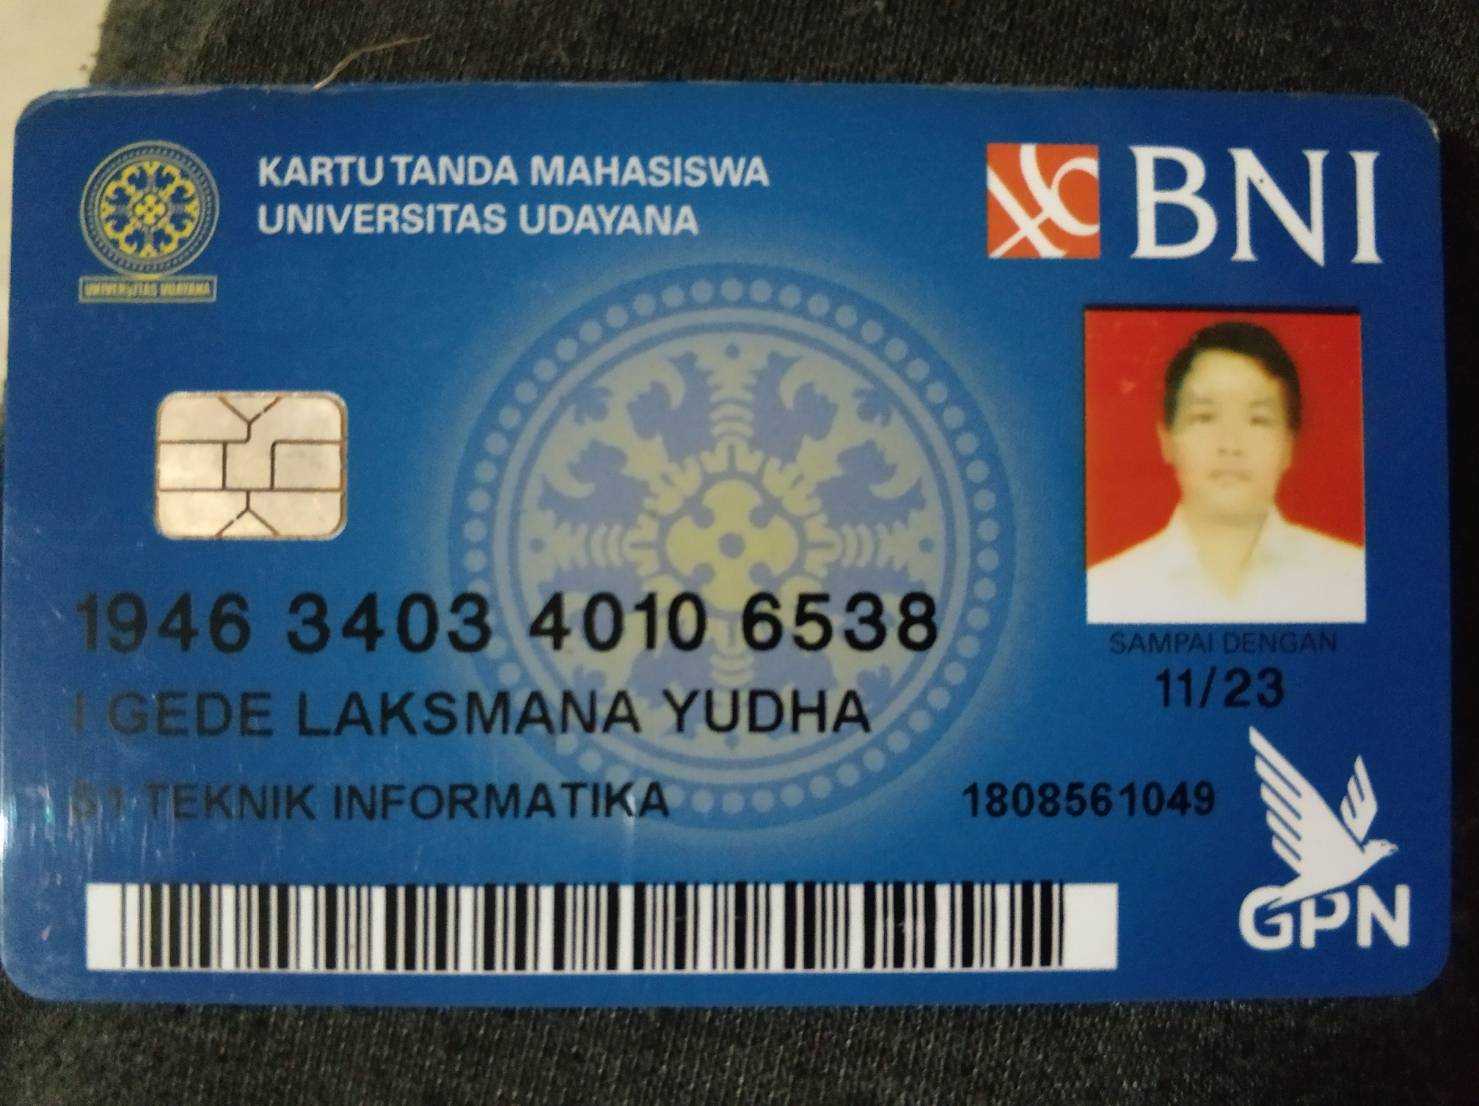 KARTU TANDA MAHASISWA
UNIVERSITAS UDAYANA
BNI
UNIVERSITAS UDAYANA
1946 3403 4010 6538
SAMPAI DENGAN
11/23
I GEDE LAKSMANA YUDHA
S1 TEKNIK INFORMATIKA
1808561049
GPN